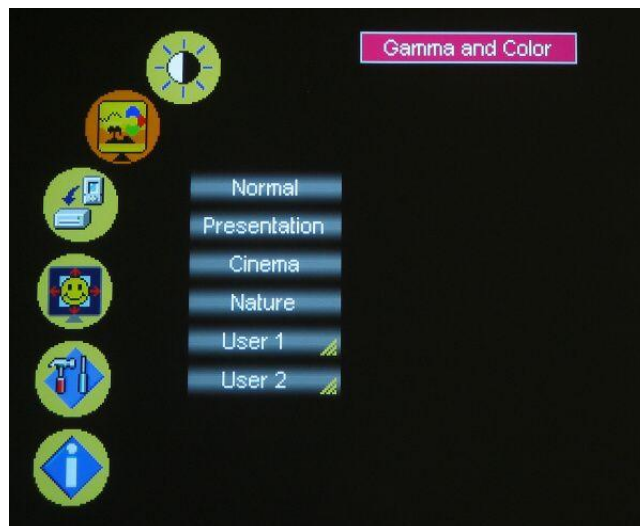 Gamma and Color
Normal
Presentation
Cinema
Nature
User 1
User 2